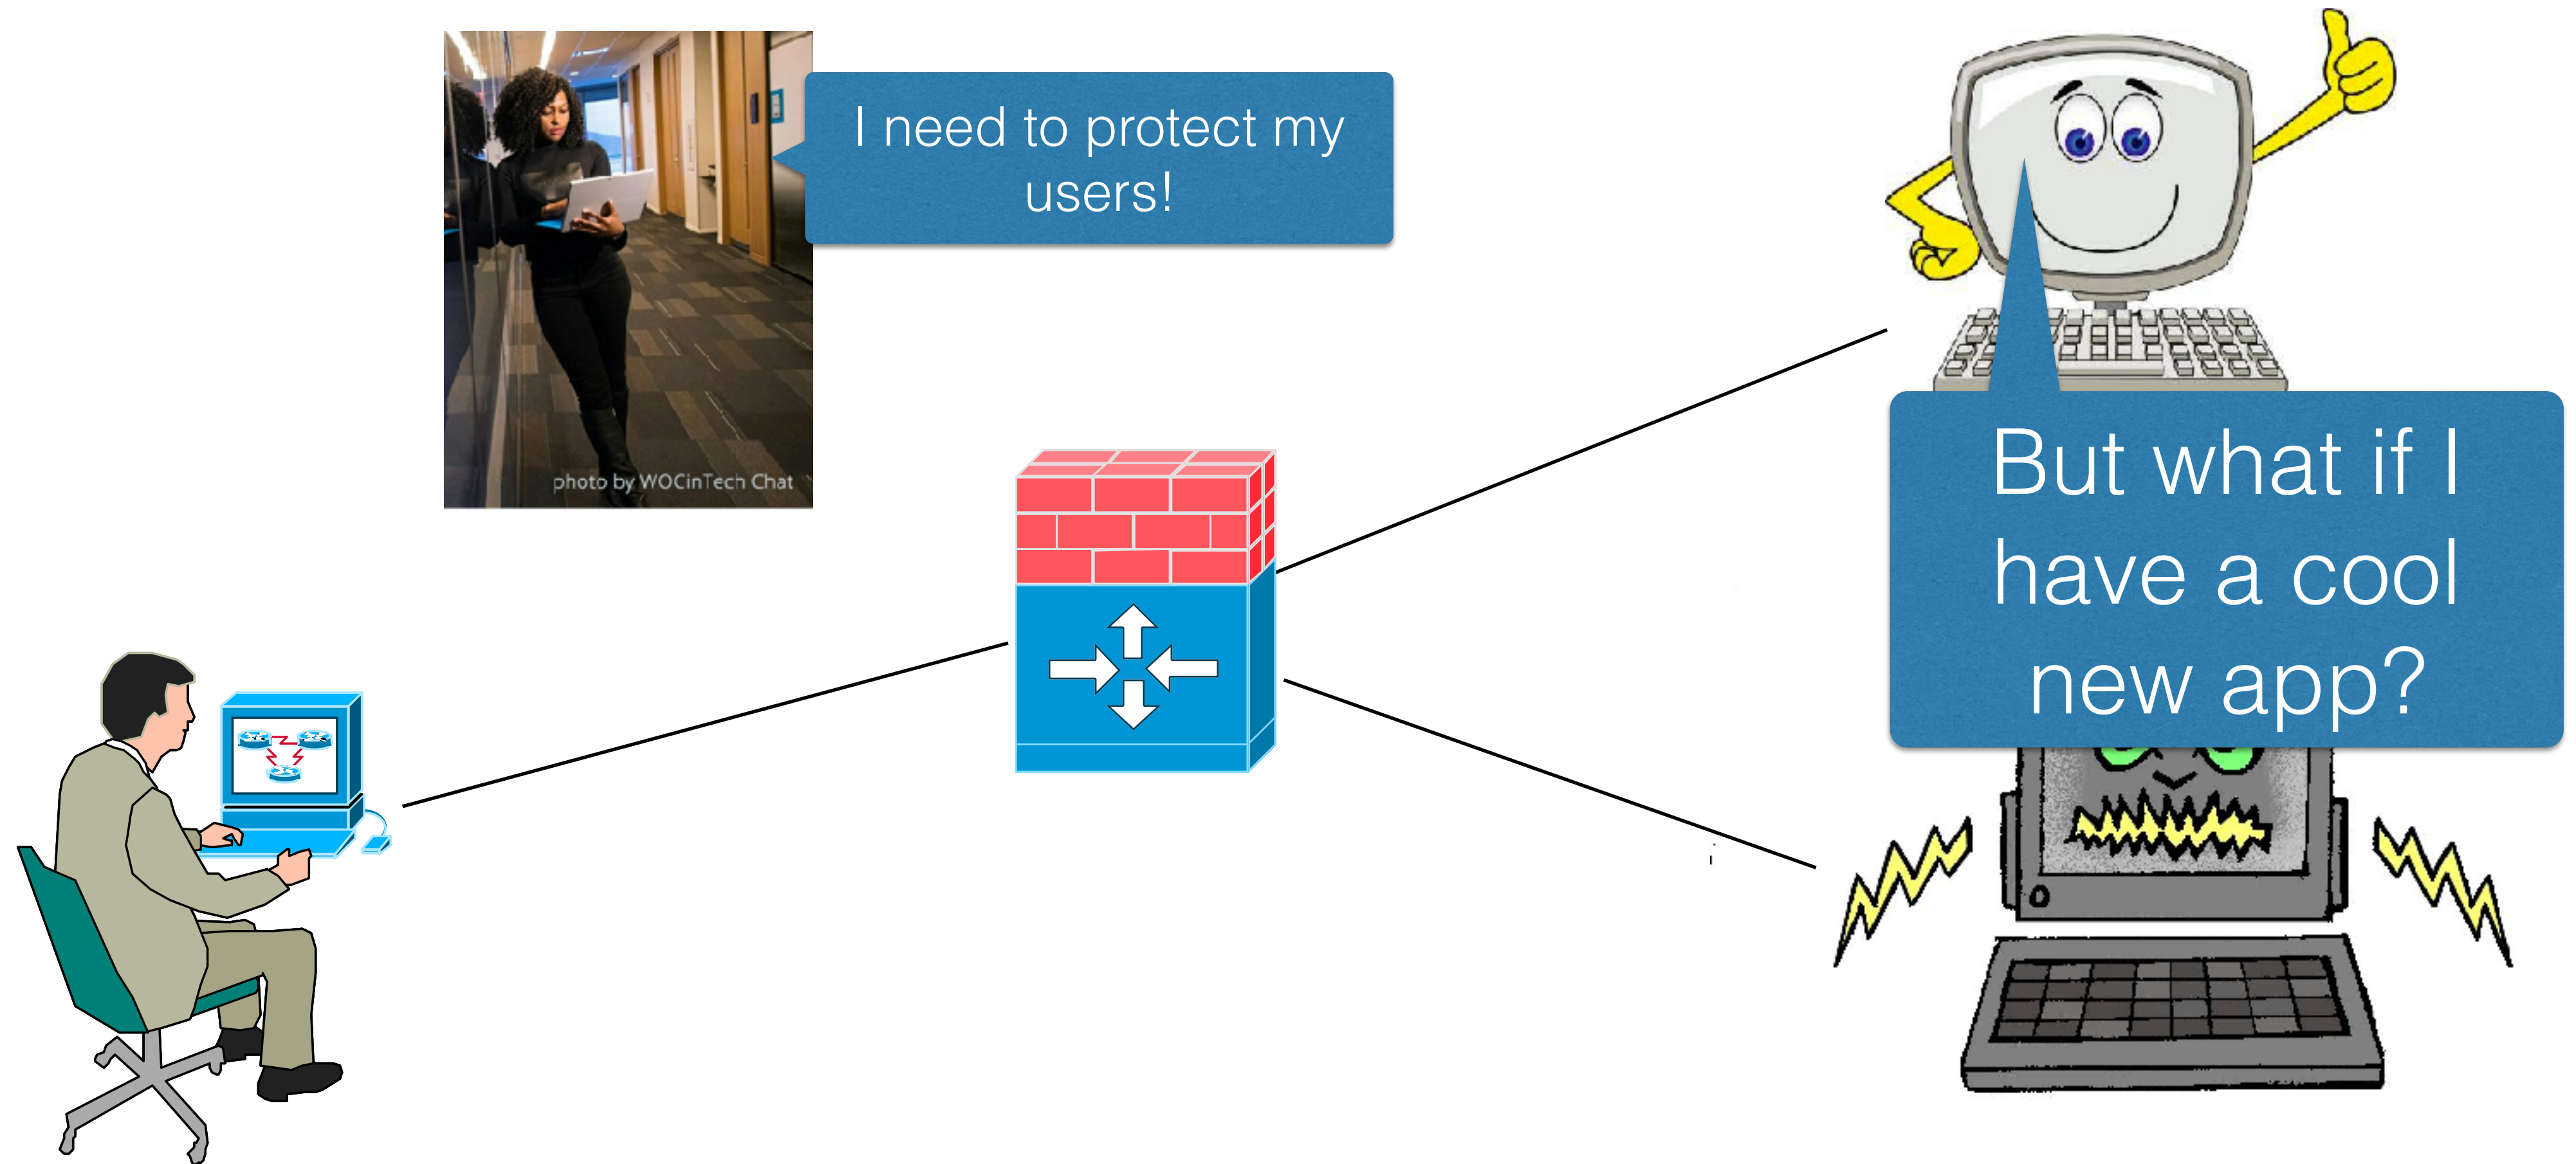 I need to protect my
users!
photo by WOCinTech Chat
But what if I
have a cool
new app?